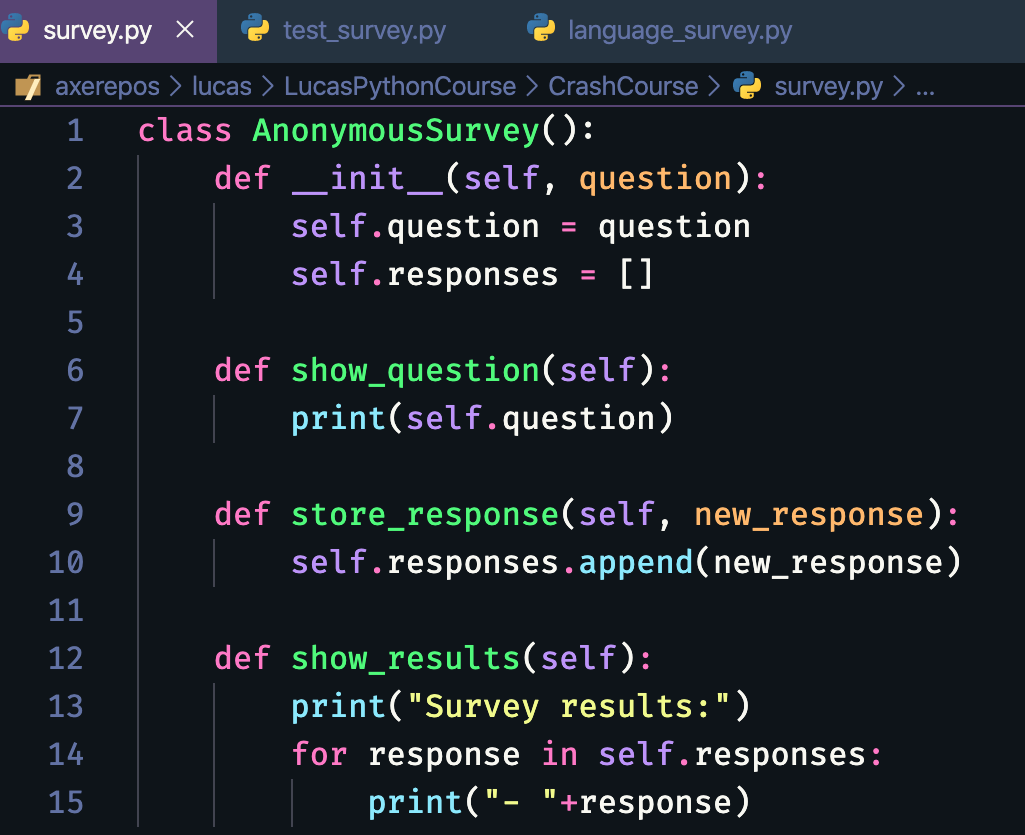 survey.py × test_survey.py language_survey.py
axerepos > lucas > LucasPythonCourse > CrashCourse > survey.py > ...
1 class AnonymousSurvey():
2     def __init__(self, question):
3         self.question = question
4         self.responses = []
5
6     def show_question(self):
7         print(self.question)
8
9     def store_response(self, new_response):
10         self.responses.append(new_response)
11
12     def show_results(self):
13         print("Survey results:")
14         for response in self.responses:
15             print("- "+response)